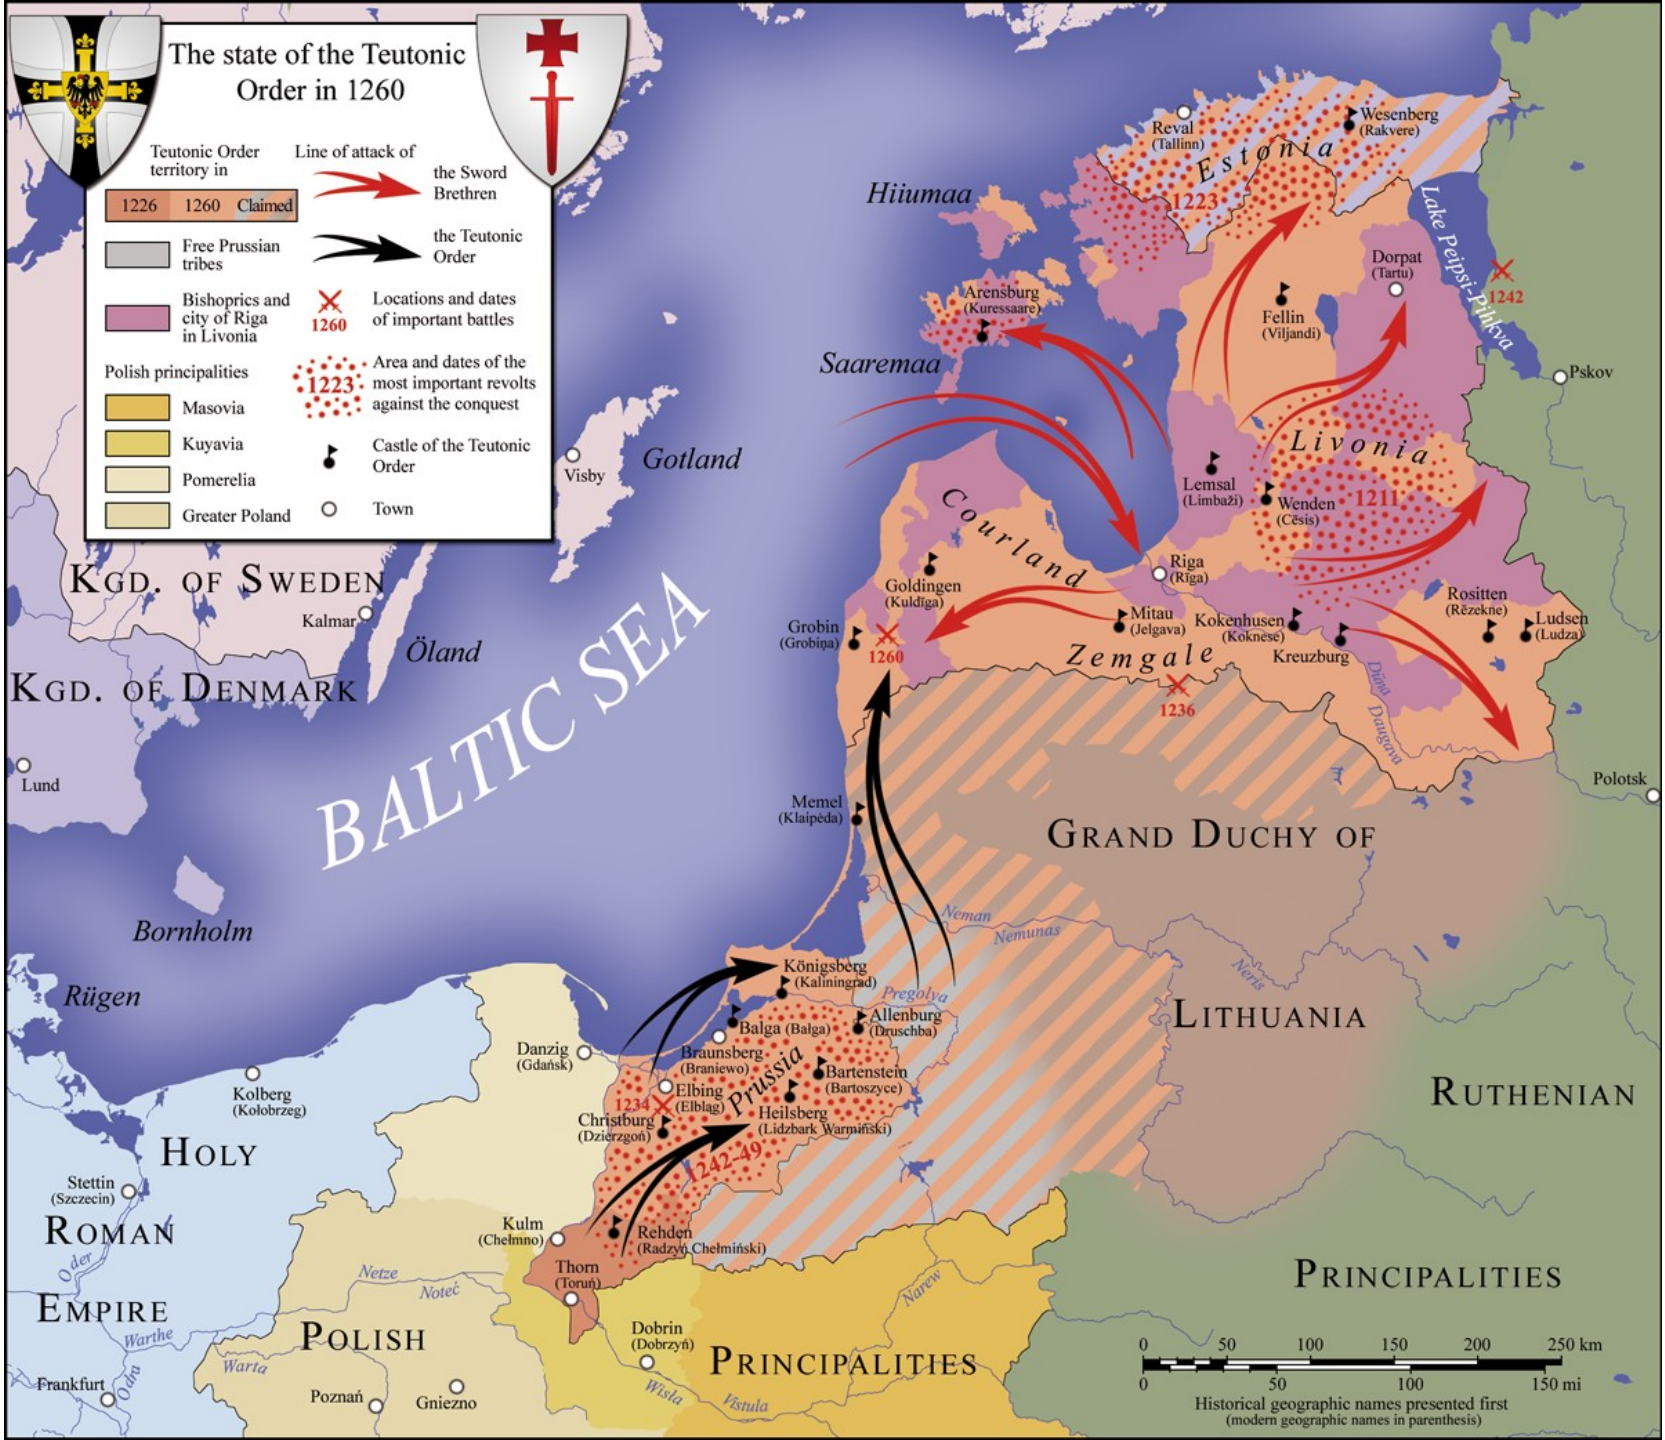 The state of the Teutonic
Order in 1260
Teutonic Order
territory in
1226 1260 Claimed
Free Prussian
tribes
Bishoprics and
city of Riga
in Livonia
Polish principalities
Masovia
Kuyavia
Pomerelia
Greater Poland
Line of attack of
the Sword
Brethren
the Teutonic
Order
1260
Locations and dates
of important battles
1223
Area and dates of the
most important revolts
against the conquest
Castle of the Teutonic
Order
Town
Reval
(Tallinn)
Wesenberg
(Rakvere)
Estonia
1223
Hiiumaa
Lake Peipsi-Pihkva
Dorpat
(Tartu)
1242
Arensburg
(Kuressaare)
Fellin
(Viljandi)
Saaremaa
Pskov
Visby
Gotland
Livonia
Lemsal
(Limbaži)
Wenden
(Cēsis)
1211
Courland
Riga
(Rīga)
Goldingen
(Kuldīga)
KGD. OF SWEDEN
Kalmar
Öland
Grobin
(Grobiņa)
1260
Mitau
(Jelgava)
Kokenhusen
(Koknese)
Kreuzburg
Rositten
(Rēzekne)
Ludsen
(Ludza)
Zemgale
1236
Düna
Daugava
KGD. OF DENMARK
Lund
BALTIC SEA
Polotsk
Memel
(Klaipėda)
GRAND DUCHY OF
LITHUANIA
Bornholm
Neman
Nemunas
Neris
Rügen
Königsberg
(Kaliningrad)
Pregolya
Balga (Bałga)
Allenburg
(Druschba)
Danzig
(Gdańsk)
Braunsberg
(Braniewo)
Prussia
Bartenstein
(Bartoszyce)
Kolberg
(Kołobrzeg)
Elbing
(Elbląg)
1234
Heilsberg
(Lidzbark Warmiński)
Christburg
(Dzierzgoń)
1242-49
RUTHENIAN
PRINCIPALITIES
HOLY
ROMAN
EMPIRE
Stettin
(Szczecin)
Oder
Kulm
(Chełmno)
Rehden
(Radzyń Chełmiński)
Thorn
(Toruń)
Netze
Noteć
Narew
Warthe
Warta
Odra
Frankfurt
POLISH
PRINCIPALITIES
Dobrin
(Dobrzyń)
Poznań
Gniezno
Wisła
Vistula
0 50 100 150 200 250 km
0 50 100 150 mi
Historical geographic names presented first
(modern geographic names in parenthesis)